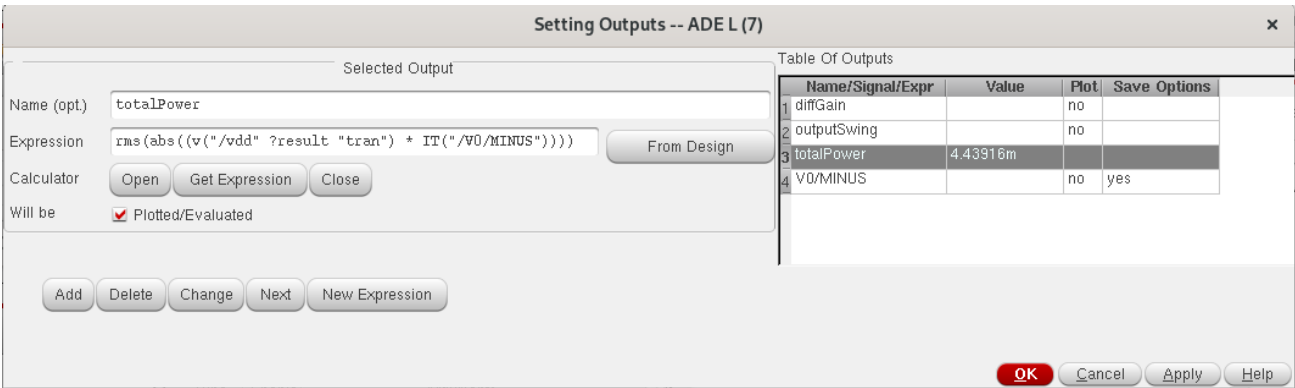 Setting Outputs -- ADE L (7)
×
Selected Output
Name (opt.) totalPower
Expression rms(abs((v("/vdd" ?result "tran") * IT("/V0/MINUS")))) From Design
Calculator Open Get Expression Close
Will be Plotted/Evaluated
Add Delete Change Next New Expression
Table Of Outputs
Name/Signal/Expr Value Plot Save Options
1 diffGain no
2 outputSwing no
3 totalPower 4.43916m
4 V0/MINUS no yes
OK Cancel Apply Help